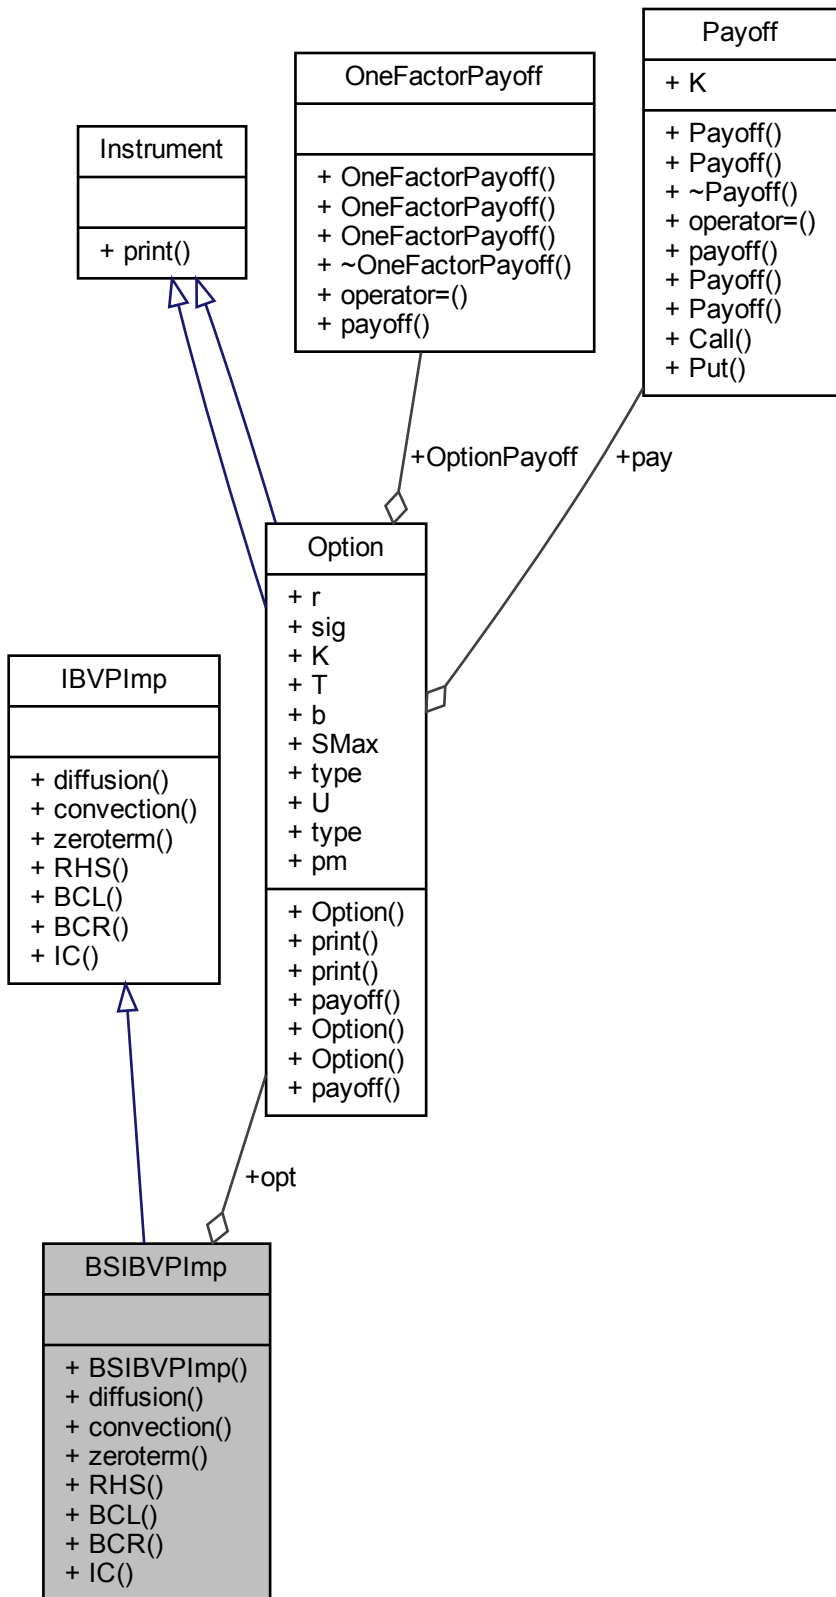 Payoff
+ K
+ Payoff()
+ Payoff()
+ ~Payoff()
+ operator=()
+ payoff()
+ Payoff()
+ Payoff()
+ Call()
+ Put()
OneFactorPayoff
+ OneFactorPayoff()
+ OneFactorPayoff()
+ OneFactorPayoff()
+ ~OneFactorPayoff()
+ operator=()
+ payoff()
Instrument
+ print()
+OptionPayoff
+pay
Option
+ r
+ sig
+ K
+ T
+ b
+ SMax
+ type
+ U
+ type
+ pm
+ Option()
+ print()
+ print()
+ payoff()
+ Option()
+ Option()
+ payoff()
IBVPImp
+ diffusion()
+ convection()
+ zeroterm()
+ RHS()
+ BCL()
+ BCR()
+ IC()
+opt
BSIBVPImp
+ BSIBVPImp()
+ diffusion()
+ convection()
+ zeroterm()
+ RHS()
+ BCL()
+ BCR()
+ IC()